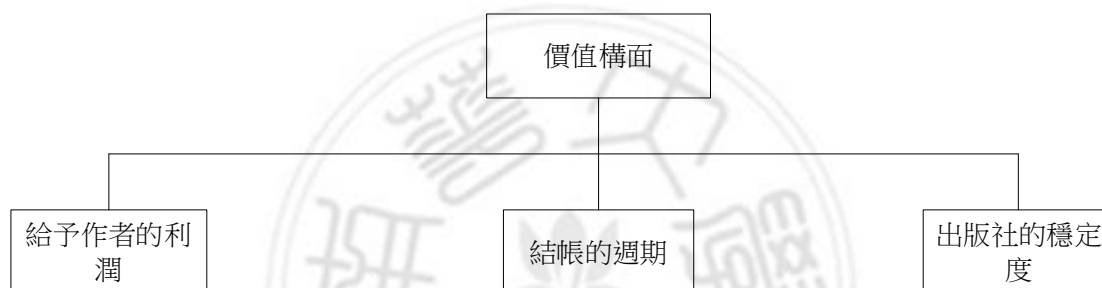 價值構面
給予作者的利
潤
結帳的週期
出版社的穩定
度